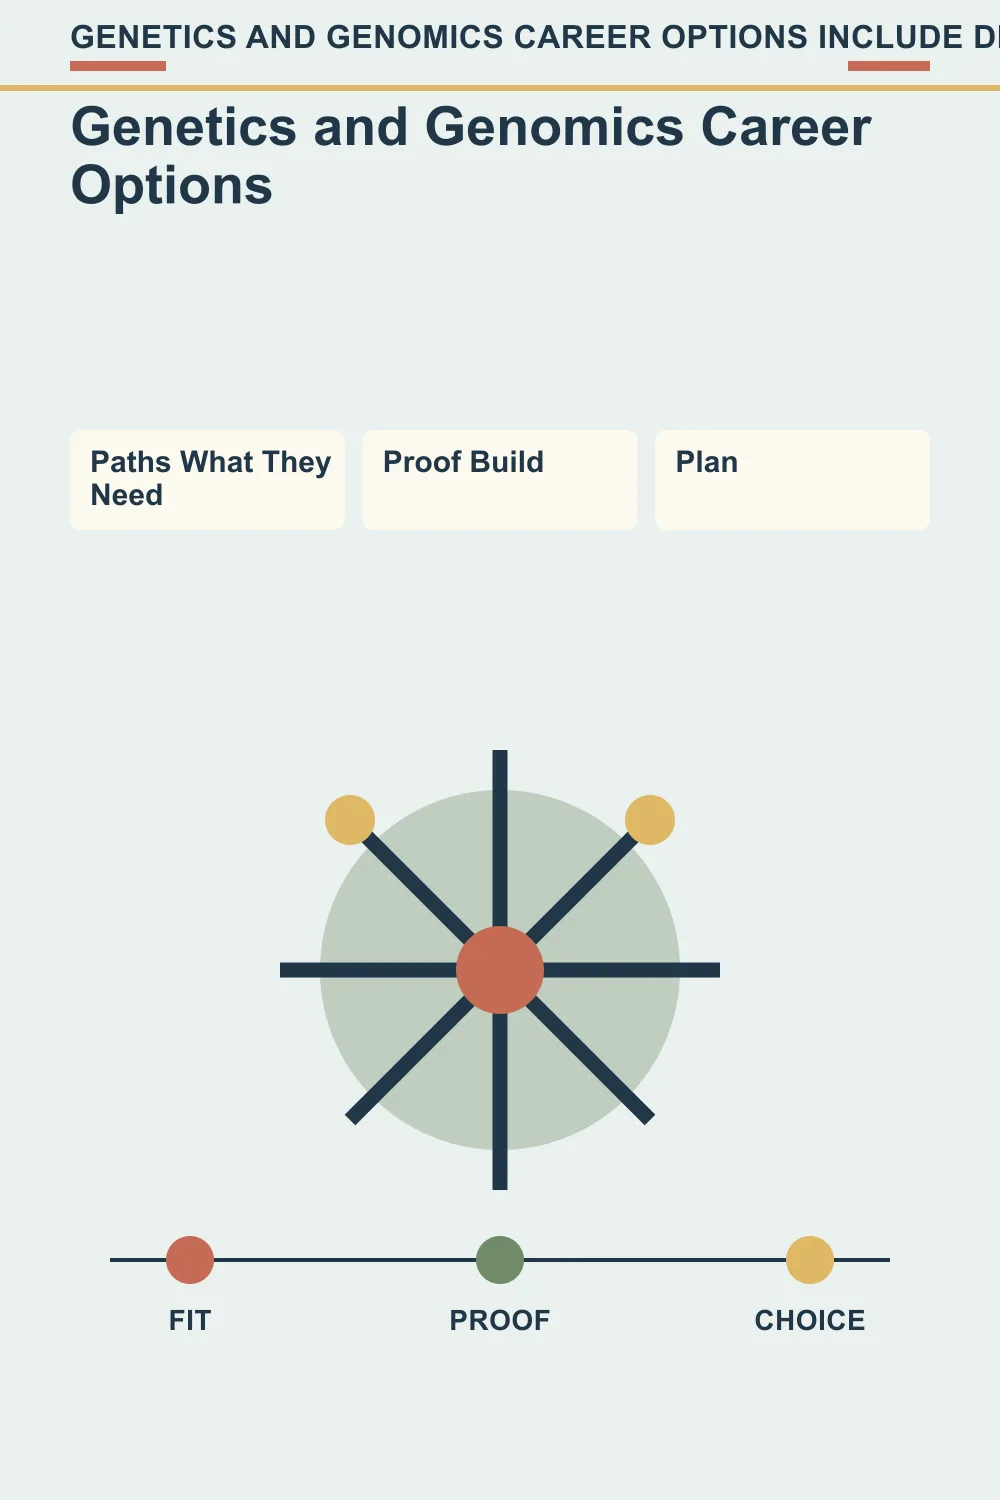 GENETICS AND GENOMICS CAREER OPTIONS INCLUDE
Genetics and Genomics Career
Options
Paths What They
Need
Proof Build
Plan
FIT
PROOF
CHOICE